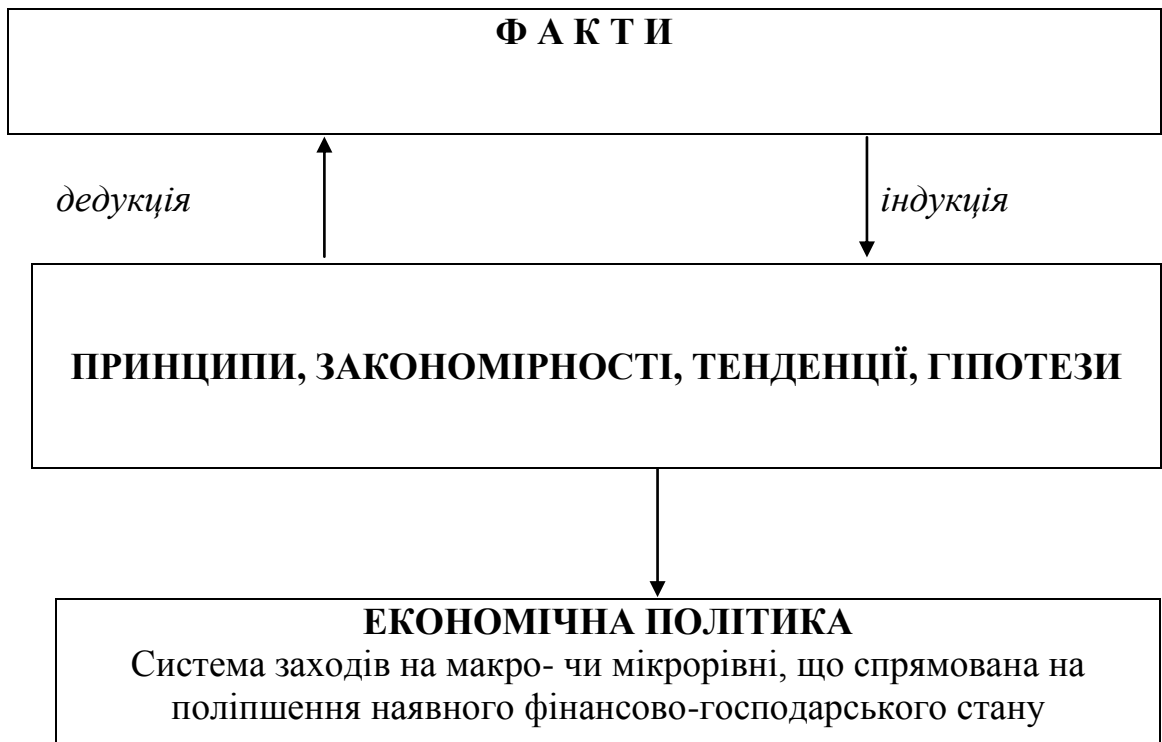 Ф А К Т И
дедукція
індукція
ПРИНЦИПИ, ЗАКОНОМІРНОСТІ, ТЕНДЕНЦІЇ, ГІПОТЕЗИ
ЕКОНОМІЧНА ПОЛІТИКА
Система заходів на макро- чи мікрорівні, що спрямована на
поліпшення наявного фінансово-господарського стану